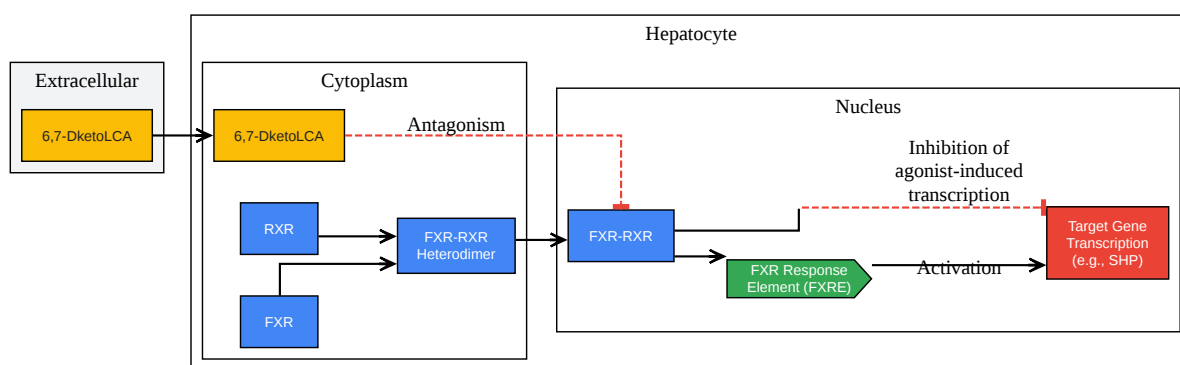 Hepatocyte
Extracellular
Cytoplasm
Nucleus
6,7-DketoLCA
6,7-DketoLCA
Antagonism
Inhibition of
agonist-induced
transcription
RXR
FXR-RXR
Heterodimer
FXR
FXR-RXR
FXR Response
Element (FXRE)
Activation
Target Gene
Transcription
(e.g., SHP)